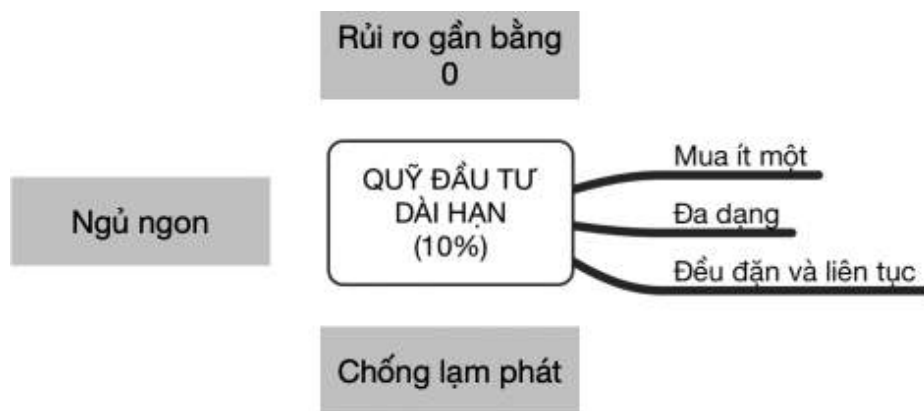 Rủi ro gần bằng
0
Ngủ ngon
QUỸ ĐẦU TƯ
DÀI HẠN
(10%)
Mua ít một
Đa dạng
Đều đặn và liên tục
Chống lạm phát